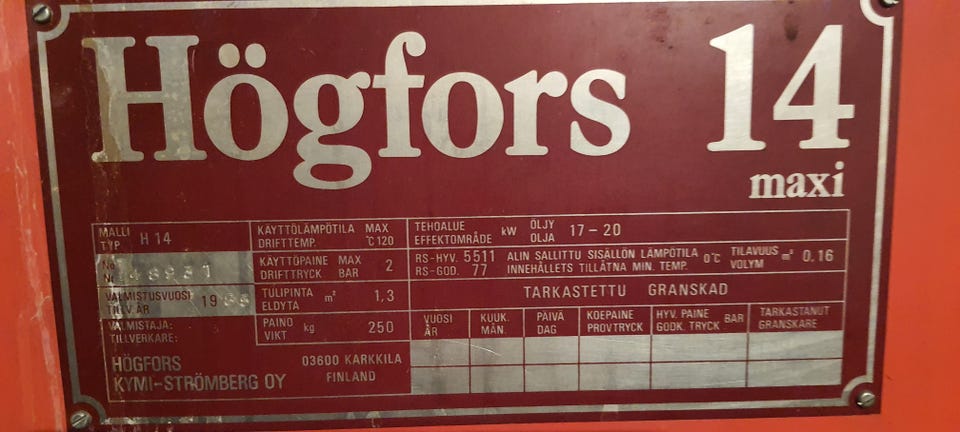 Högfors 14
maxi
MALLI
TYP H 14
KÄYTTÖLÄMPÖTILA MAX
DRIFTTEMP. °C 120
TEHOALUE
EFFEKTOMRÅDE kW ÖLJY
OLJA 17-20
No
Nr
KÄYTTÖPAINE MAX
DRIFTTRYCK BAR 2
RS-HYV. 5511
RS-GOD. 77
ALIN SALLITTU SISÄLLÖN LÄMPÖTILA
INNEHÅLLETS TILLÅTNA MIN. TEMP. 0°C
TILAVUUS
VOLYM m³ 0,16
VALMISTUSVUOSI
TILLV. ÅR 19
TULIPINTA
ELDYTA m² 1,3
TARKASTETTU GRANSKAD
VALMISTAJA:
TILLVERKARE:
PAINO
VIKT kg 250
VUOSI
ÅR
KUUK.
MÅN.
PÄIVÄ
DAG
KOEPAINE
PROVTRYCK
HYV. PAINE
GODK. TRYCK BAR
TARKASTANUT
GRANSKARE
HÖGFORS
KYMI-STRÖMBERG OY
03600 KARKKILA
FINLAND